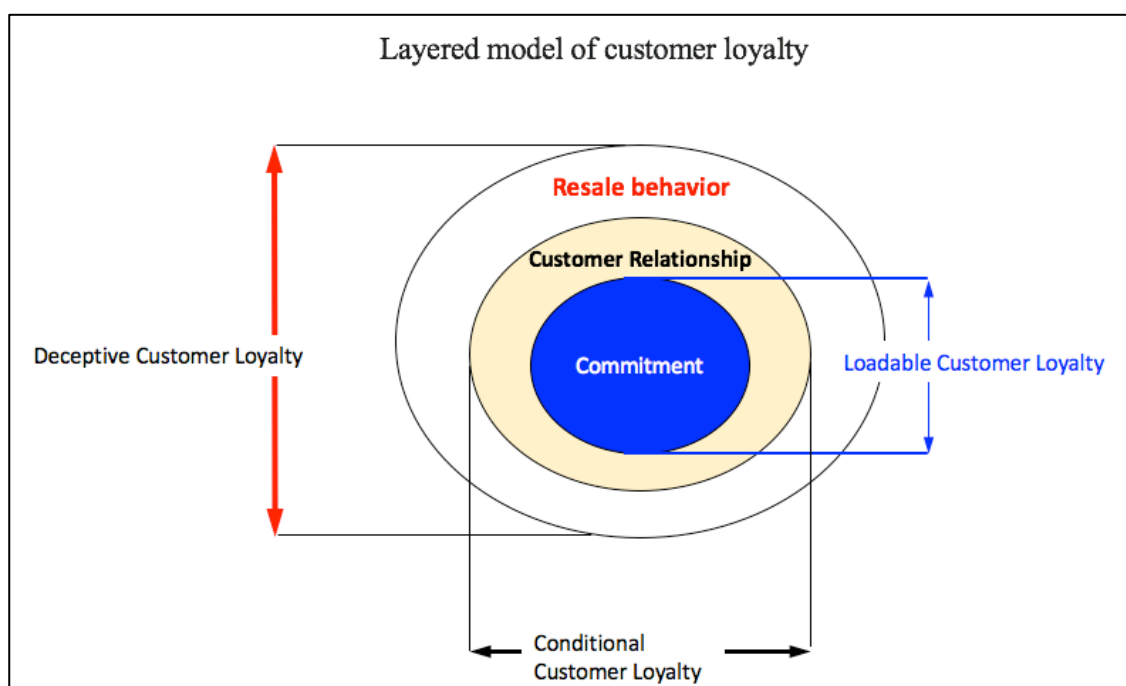 Layered model of customer loyalty
Resale behavior
Customer Relationship
Deceptive Customer Loyalty
Commitment
Loadable Customer Loyalty
Conditional
Customer Loyalty